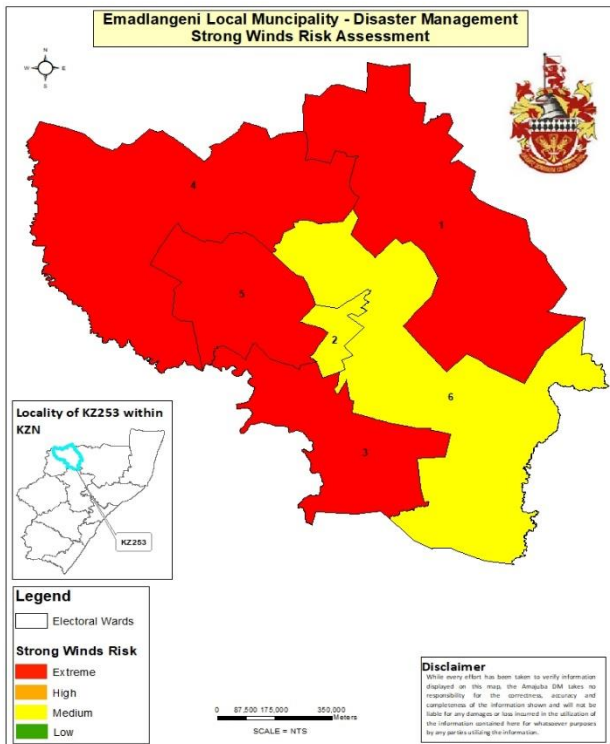 Emadlangeni Local Muncipality - Disaster Management
Strong Winds Risk Assessment
N
W E
S
4
1
5
2
6
3
Locality of KZ253 within
KZN
KZ253
Legend
Electoral Wards
Strong Winds Risk
Extreme
High
Medium
Low
0 87,500 175,000 350,000
Meters
SCALE = NTS
Disclaimer
While every effort has been taken to verify information
displayed on this map, the Amajuba DM takes no
responsibility for the correctness, accuracy and
completeness of the information shown and will not be
liable for any damages or loss incurred in the utilization of
the information contained here for whatsoever purposes
by any parties utilizing the information.